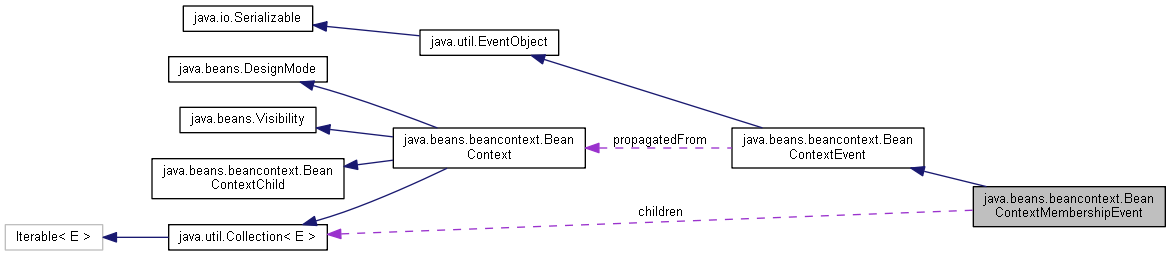 java.io.Serializable
java.util.EventObject
java.beans.DesignMode
java.beans.Visibility
java.beans.beancontext.Bean
Context
propagatedFrom
java.beans.beancontext.Bean
ContextEvent
java.beans.beancontext.Bean
ContextChild
java.beans.beancontext.Bean
ContextMembershipEvent
children
Iterable< E >
java.util.Collection< E >